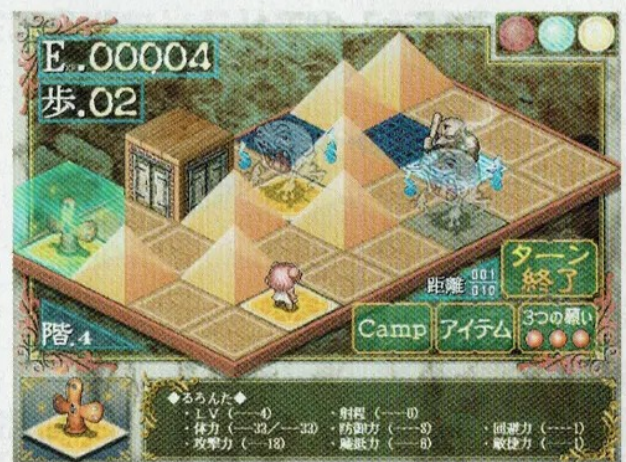 E.00004
歩.02
距離 001/010
ターン
終了
階.4
Camp
アイテム
3つの願い
◆るろんた◆
・LV (----4)
・射程 (----0)
・体力 (---33/---33)
・防御力 (----8)
・回避力 (----1)
・攻撃力 (---18)
・魔抵力 (----8)
・敏捷力 (----1)